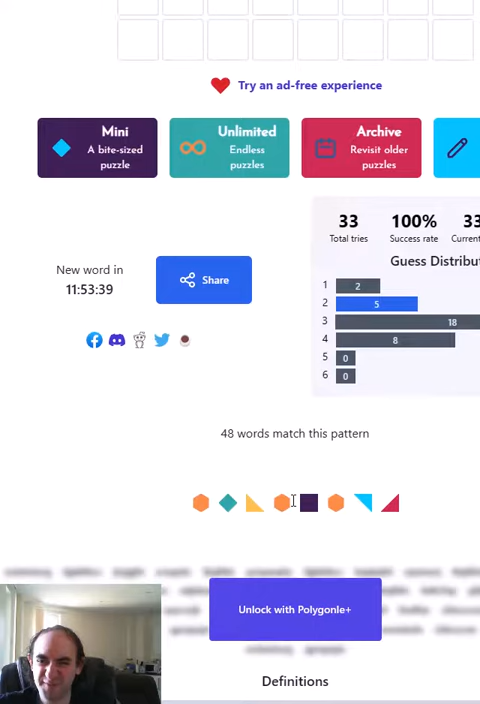 Try an ad-free experience
Mini
A bite-sized
puzzle
Unlimited
Endless
puzzles
Archive
Revisit older
puzzles
33
Total tries
100%
Success rate
33
Current
Guess Distribut
1 2
2 5
3 18
4 8
5 0
6 0
New word in
11:53:39
Share
48 words match this pattern
Unlock with Polygonle+
Definitions